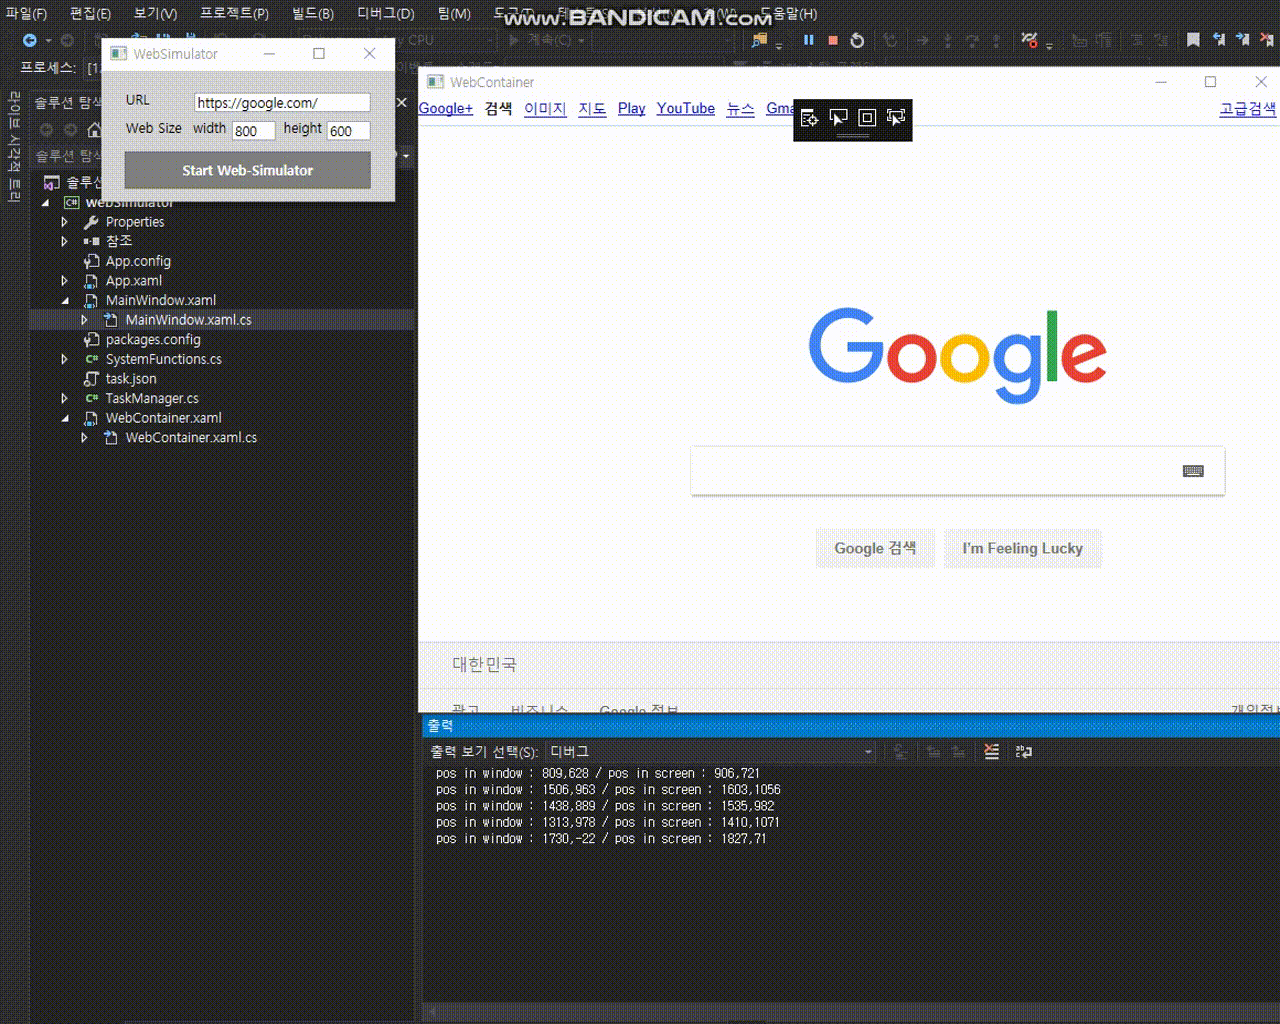 파일(F) 편집(E) 보기(V) 프로젝트(P) 빌드(B) 디버그(D) 팀(M) 도움말(H)
www.BANDICAM.com
CPU 계속(C)
프로세스:
WebSimulator
URL https://google.com/
Web Size width 800 height 600
Start Web-Simulator
라이브 시각적 트리
솔루션 탐색
솔루션 탐색
솔루션
WebSimulator
Properties
참조
App.config
App.xaml
MainWindow.xaml
MainWindow.xaml.cs
packages.config
SystemFunctions.cs
task.json
TaskManager.cs
WebContainer.xaml
WebContainer.xaml.cs
WebContainer
Google+ 검색 이미지 지도 Play YouTube 뉴스 Gma 고급검색
Google
Google 검색 I'm Feeling Lucky
대한민국
광고 비즈니스 Google 정보 개인정보
출력
출력 보기 선택(S): 디버그
pos in window : 809,628 / pos in screen : 906,721
pos in window : 1506,963 / pos in screen : 1603,1056
pos in window : 1438,889 / pos in screen : 1535,982
pos in window : 1313,978 / pos in screen : 1410,1071
pos in window : 1730,-22 / pos in screen : 1827,71